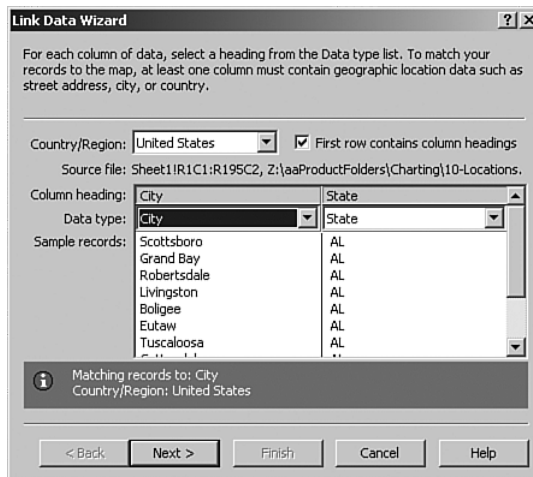 Link Data Wizard
For each column of data, select a heading from the Data type list. To match your
records to the map, at least one column must contain geographic location data such as
street address, city, or country.
Country/Region: United States First row contains column headings
Source file: Sheet1!R1C1:R195C2, Z:\aaProductFolders\Charting\10-Locations.
Column heading: City State
Data type: City State
Sample records: Scottsboro AL
Grand Bay AL
Robertsdale AL
Livingston AL
Boligee AL
Eutaw AL
Tuscaloosa AL
Matching records to: City
Country/Region: United States
< Back Next > Finish Cancel Help